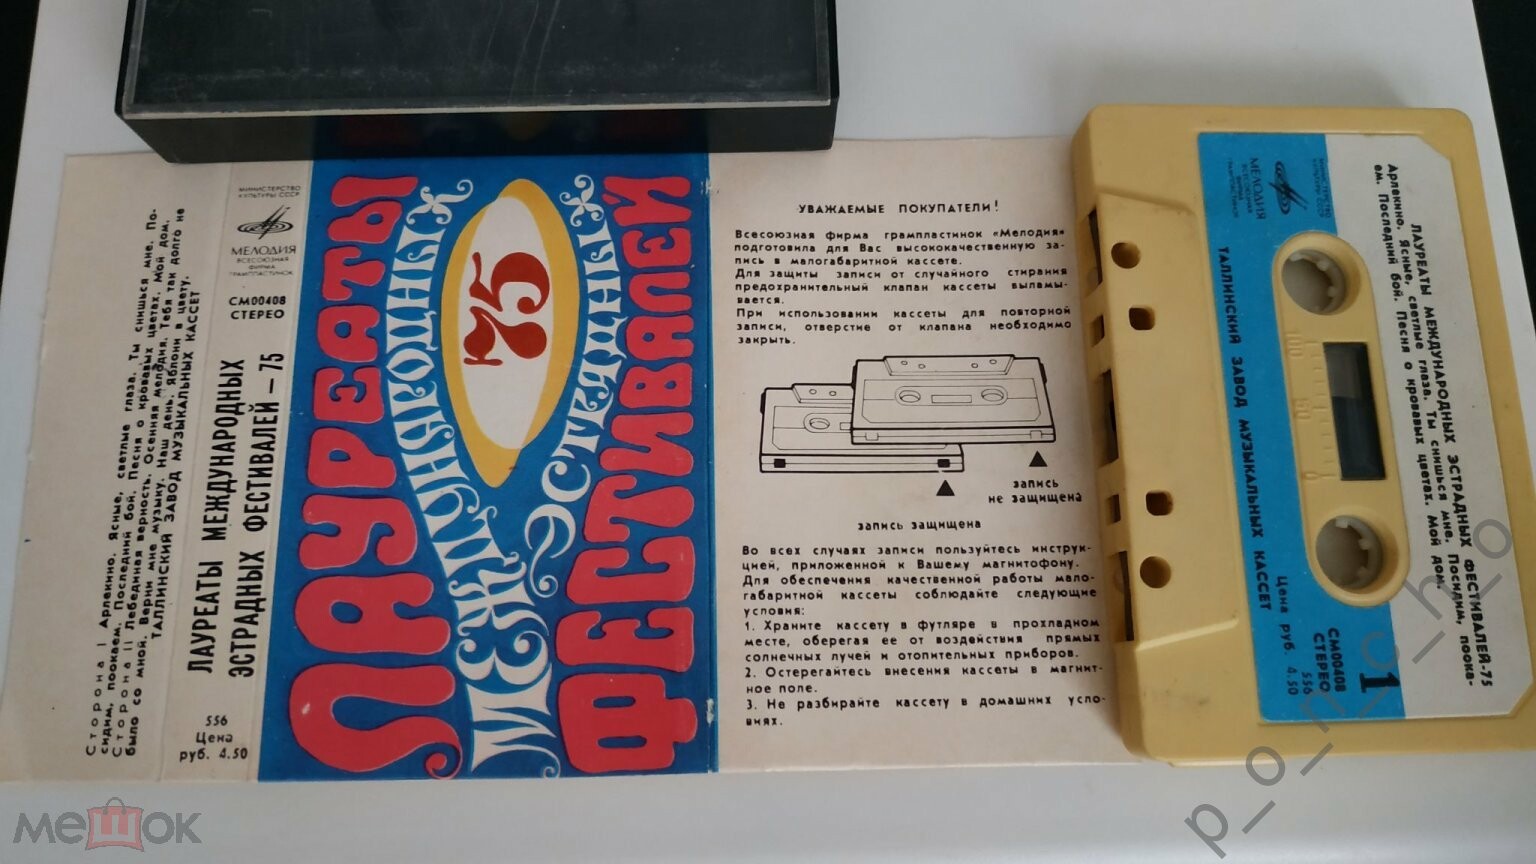 Сторона I Арлекино. Ясные, светлые глаза. Ты снишься мне. По-
сидим, поокаем. Последний бой. Песня о кровавых цветах. Мой дом.
Сторона II Лебединая верность. Осенняя мелодия. Тебя так долго не
было со мной. Верни мне музыку. Наш день. Яблони в цвету.
ТАЛЛИНСКИЙ ЗАВОД МУЗЫКАЛЬНЫХ КАССЕТ
МИНИСТЕРСТВО
КУЛЬТУРЫ СССР
МЕЛОДИЯ
ВСЕСОЮЗНАЯ
ФИРМА
ГРАМПЛАСТИНОК
СМ00408
СТЕРЕО
ЛАУРЕАТЫ МЕЖДУНАРОДНЫХ
ЭСТРАДНЫХ ФЕСТИВАЛЕЙ — 75
556
Цена
руб. 4.50
ЛАУРЕАТЫ
МЕЖДУНАРОДНЫХ
75
ЭСТРАДНЫХ
ФЕСТИВАЛЕЙ
УВАЖАЕМЫЕ ПОКУПАТЕЛИ!
Всесоюзная фирма грампластинок «Мелодия»
подготовила для Вас высококачественную за-
пись в малогабаритной кассете.
Для защиты записи от случайного стирания
предохранительный клапан кассеты выламы-
вается.
При использовании кассеты для повторной
записи, отверстие от клапана необходимо
закрыть.
запись
не защищена
запись защищена
Во всех случаях записи пользуйтесь инструк-
цией, приложенной к Вашему магнитофону.
Для обеспечения качественной работы мало-
габаритной кассеты соблюдайте следующие
условия:
1. Храните кассету в футляре в прохладном
месте, оберегая ее от воздействия прямых
солнечных лучей и отопительных приборов.
2. Остерегайтесь внесения кассеты в магнит-
ное поле.
3. Не разбирайте кассету в домашних усло-
виях.
ЛАУРЕАТЫ МЕЖДУНАРОДНЫХ ЭСТРАДНЫХ ФЕСТИВАЛЕЙ-75
Арлекино. Ясные, светлые глаза. Ты снишься мне. Посидим, поока-
ем. Последний бой. Песня о кровавых цветах. Мой дом.
МИНИСТЕРСТВО
КУЛЬТУРЫ СССР
МЕЛОДИЯ
ВСЕСОЮЗНАЯ
ФИРМА
ГРАМПЛАСТИНОК
1
СМ00408
СТЕРЕО
556
Цена руб. 4.50
ТАЛЛИНСКИЙ ЗАВОД МУЗЫКАЛЬНЫХ КАССЕТ
100
50
0
мешок
p_o_n_c_h_o